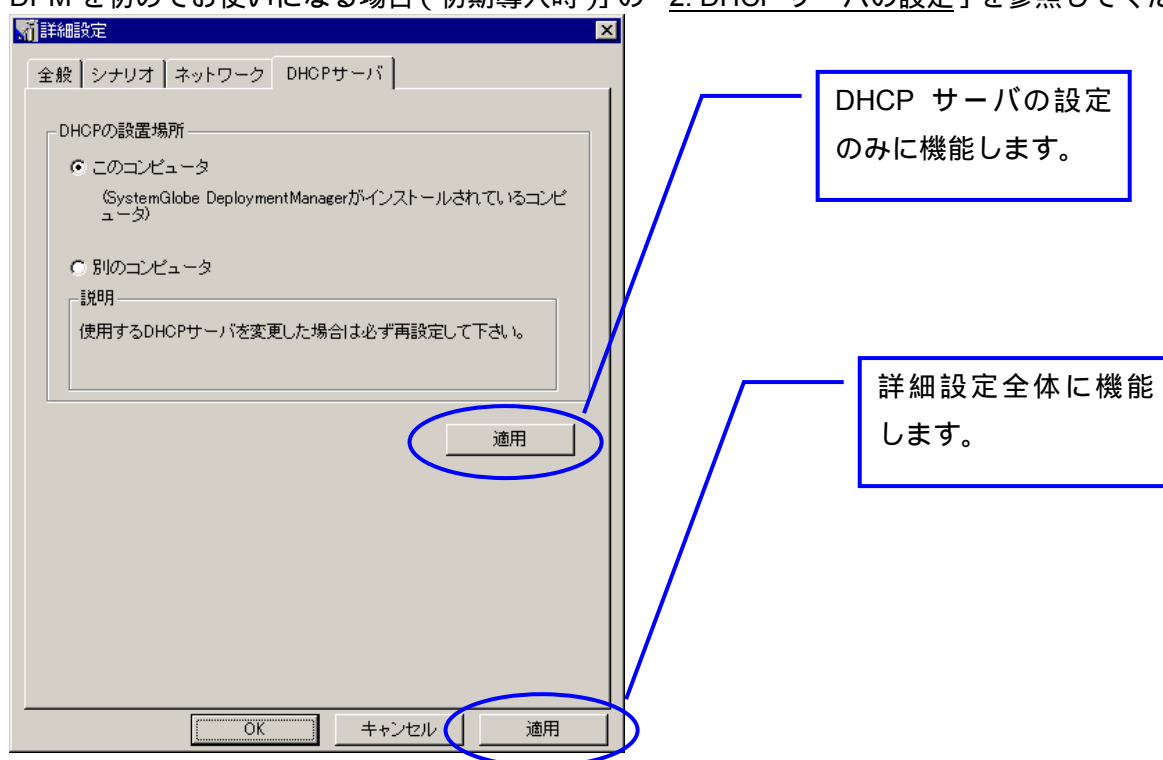 DPM を初めてお使いになる場合(初期導入時)」の「2. DHCP サーバの設定」を参照してくだ
詳細設定
全般 シナリオ ネットワーク DHCPサーバ
DHCPの設置場所
このコンピュータ
(SystemGlobe DeploymentManagerがインストールされているコンピ
ュータ)
別のコンピュータ
説明
使用するDHCPサーバを変更した場合は必ず再設定して下さい。
適用
OK キャンセル 適用
DHCP サーバの設定
のみに機能します。
詳細設定全体に機能
します。